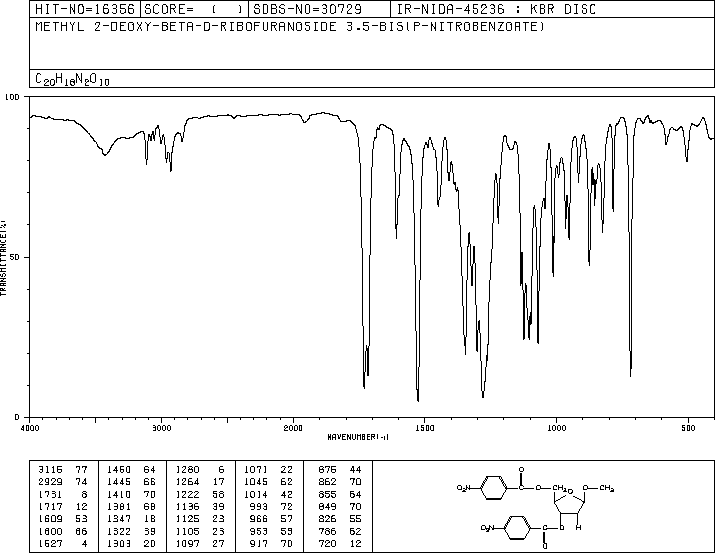 HIT-NO=16356 SCORE= ( ) SDBS-NO=30729 IR-NIDA-45236 : KBR DISC
METHYL 2-DEOXY-BETA-D-RIBOFURANOSIDE 3,5-BIS(P-NITROBENZOATE)
C20H18N2O10
100
TRANSMITTANCE(%)
50
0
4000 3000 2000 1500 1000 500
WAVENUMBER(-1)
3115 77 1460 64 1280 6 1071 22 876 44
2929 74 1445 66 1264 17 1045 62 862 70
1731 8 1410 70 1222 58 1014 42 855 64
1717 12 1381 68 1136 39 993 72 849 70
1609 53 1347 18 1125 23 966 57 826 55
1600 66 1322 39 1105 23 953 53 786 62
1527 4 1303 20 1097 27 917 70 720 12
O
O2N C O CH2 O O CH3
O2N C O H
O